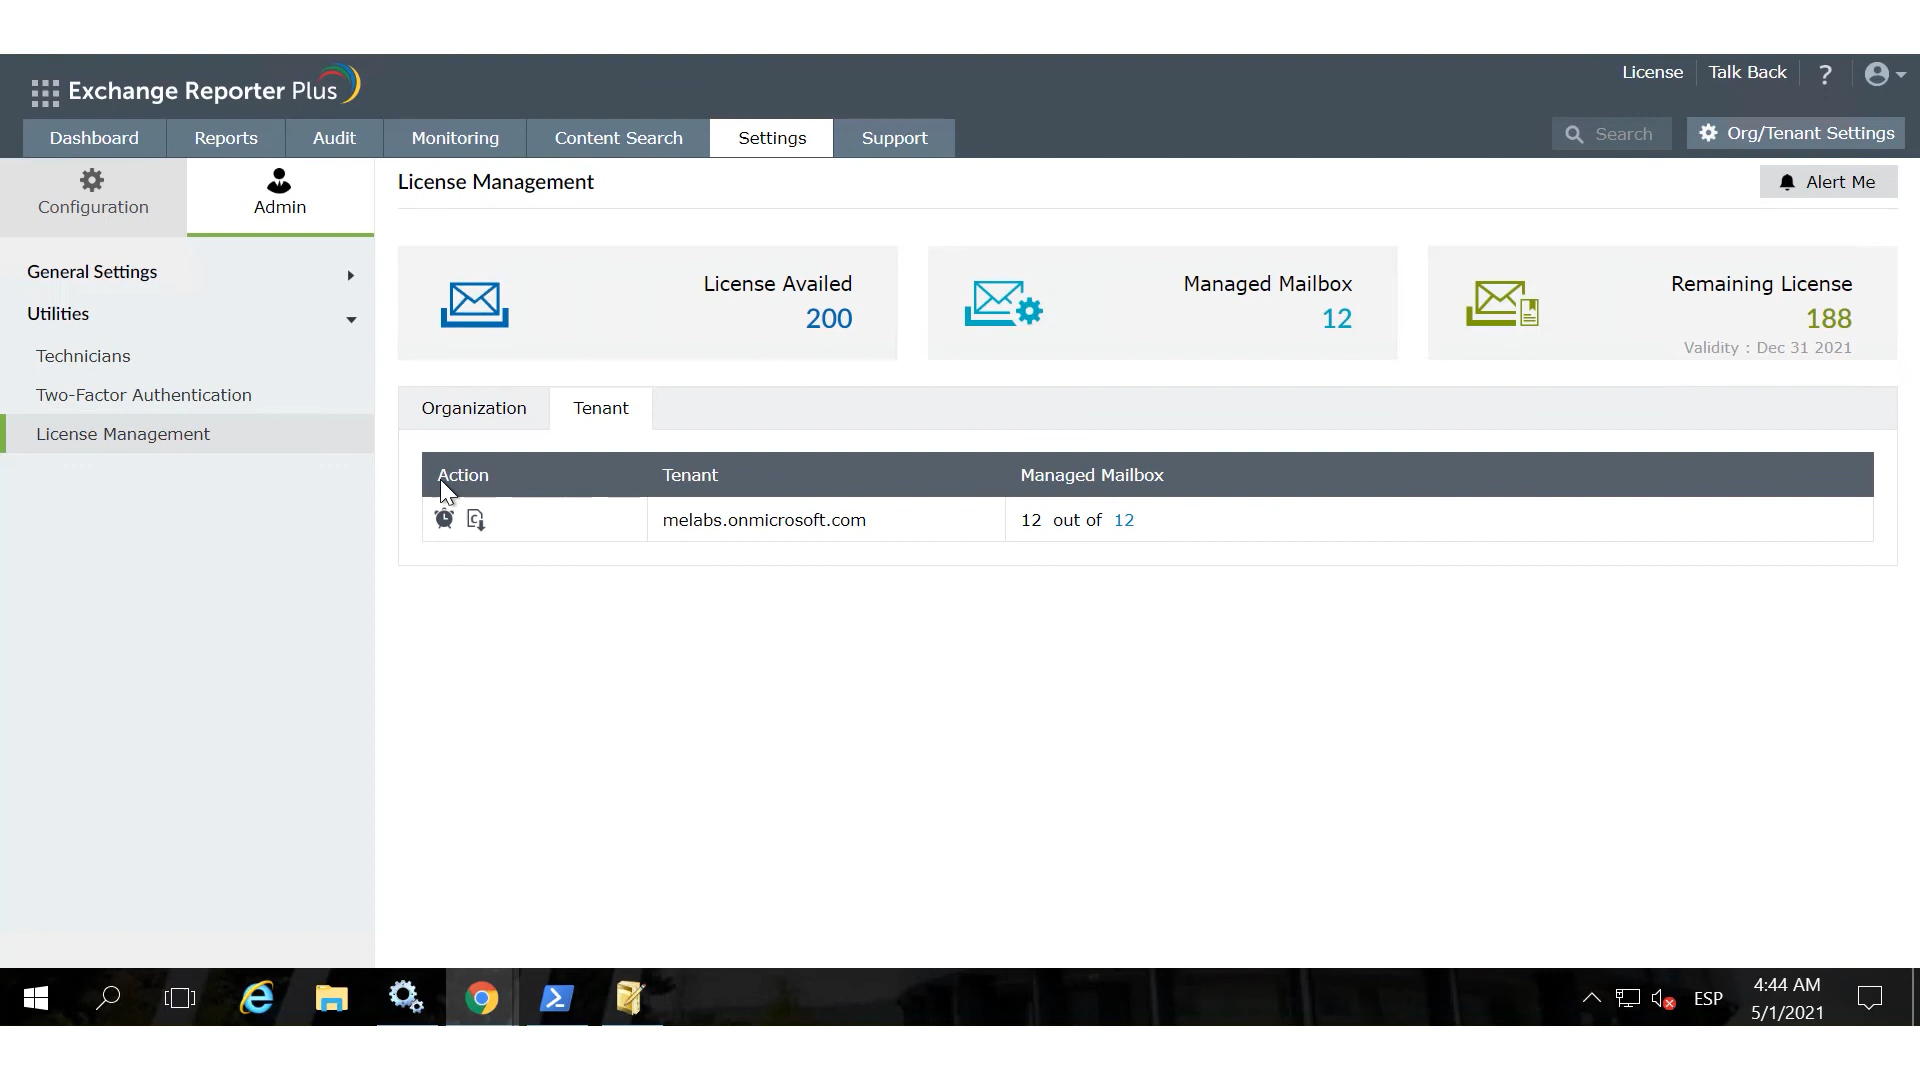 License
Talk Back
?
Exchange Reporter Plus
Dashboard
Reports
Audit
Monitoring
Content Search
Settings
Support
Search
Org/Tenant Settings
Configuration
Admin
General Settings
Utilities
Technicians
Two-Factor Authentication
License Management
License Management
Alert Me
License Availed
200
Managed Mailbox
12
Remaining License
188
Validity : Dec 31 2021
Organization
Tenant
Action
Tenant
Managed Mailbox
melabs.onmicrosoft.com
12 out of 12
ESP
4:44 AM
5/1/2021